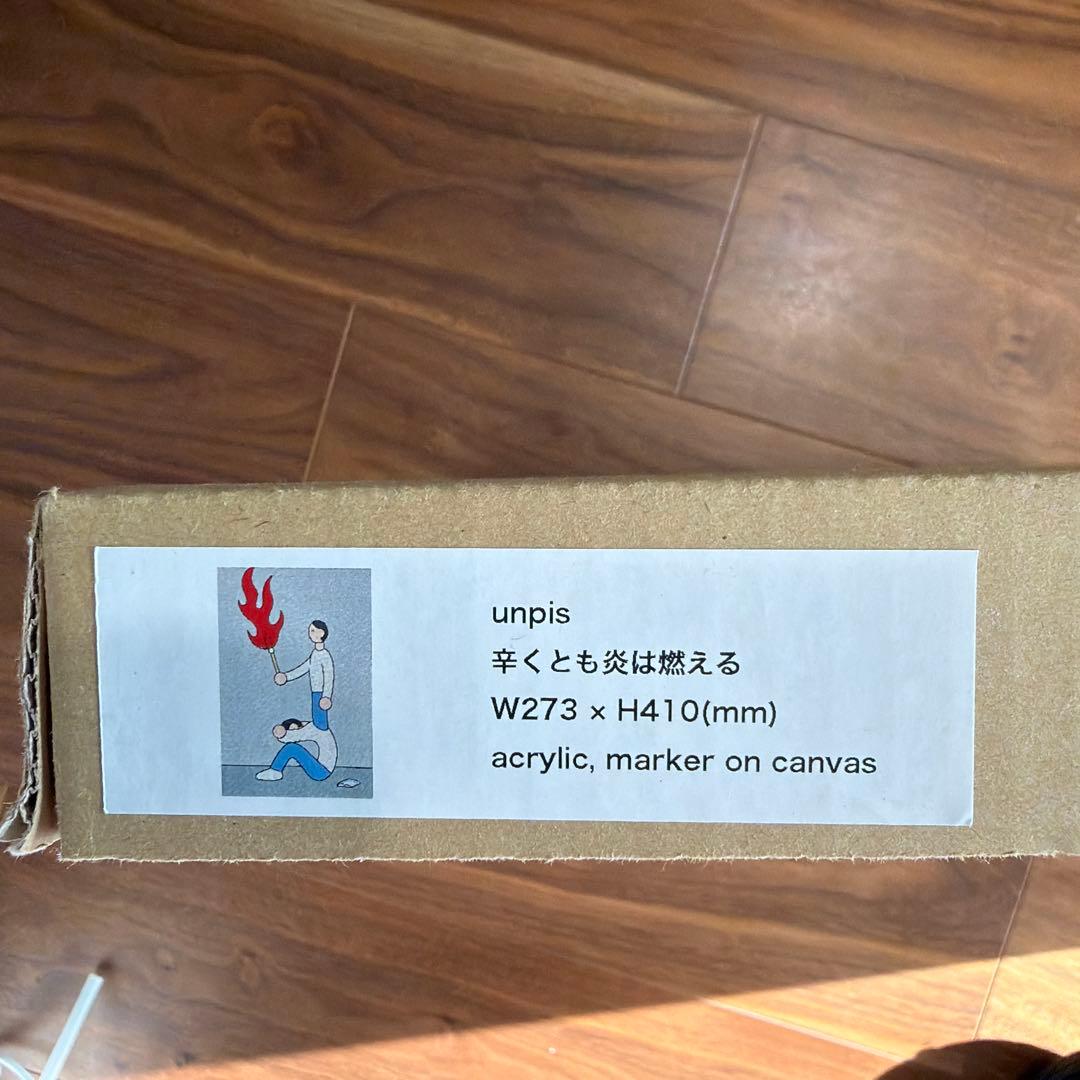 unpis
辛くとも炎は燃える
W273 × H410(mm)
acrylic, marker on canvas